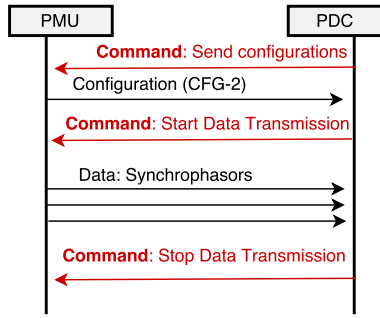 PMU
PDC
Command: Send configurations
Configuration (CFG-2)
Command: Start Data Transmission
Data: Synchrophasors
Command: Stop Data Transmission